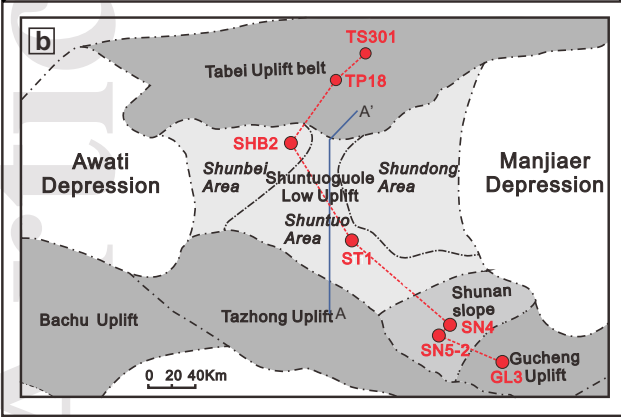 b
TS301
Tabei Uplift belt
TP18
A'
SHB2
Awati
Depression
Shunbei
Area
Shuntuoguole
Low Uplift
Shundong
Area
Manjiaer
Depression
Shuntuo
Area
ST1
Bachu Uplift
Tazhong Uplift
A
Shunan
slope
SN4
SN5-2
GL3
Gucheng
Uplift
0 20 40Km